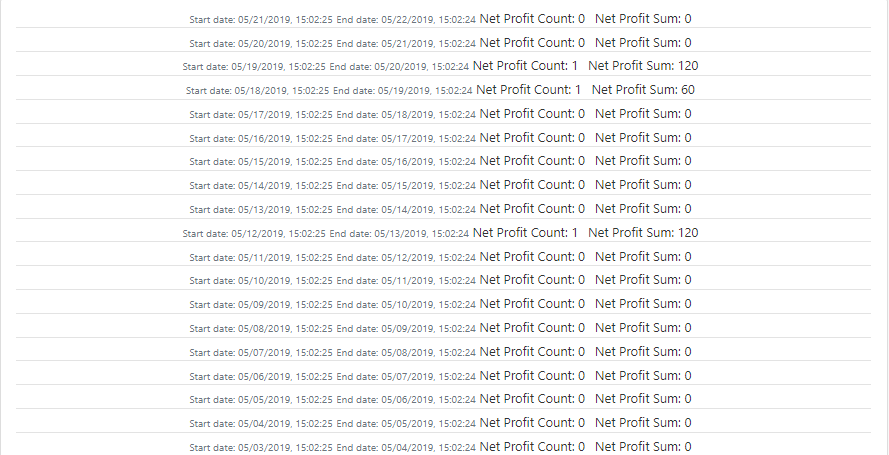 Start date: 05/21/2019, 15:02:25 End date: 05/22/2019, 15:02:24 Net Profit Count: 0 Net Profit Sum: 0
Start date: 05/20/2019, 15:02:25 End date: 05/21/2019, 15:02:24 Net Profit Count: 0 Net Profit Sum: 0
Start date: 05/19/2019, 15:02:25 End date: 05/20/2019, 15:02:24 Net Profit Count: 1 Net Profit Sum: 120
Start date: 05/18/2019, 15:02:25 End date: 05/19/2019, 15:02:24 Net Profit Count: 1 Net Profit Sum: 60
Start date: 05/17/2019, 15:02:25 End date: 05/18/2019, 15:02:24 Net Profit Count: 0 Net Profit Sum: 0
Start date: 05/16/2019, 15:02:25 End date: 05/17/2019, 15:02:24 Net Profit Count: 0 Net Profit Sum: 0
Start date: 05/15/2019, 15:02:25 End date: 05/16/2019, 15:02:24 Net Profit Count: 0 Net Profit Sum: 0
Start date: 05/14/2019, 15:02:25 End date: 05/15/2019, 15:02:24 Net Profit Count: 0 Net Profit Sum: 0
Start date: 05/13/2019, 15:02:25 End date: 05/14/2019, 15:02:24 Net Profit Count: 0 Net Profit Sum: 0
Start date: 05/12/2019, 15:02:25 End date: 05/13/2019, 15:02:24 Net Profit Count: 1 Net Profit Sum: 120
Start date: 05/11/2019, 15:02:25 End date: 05/12/2019, 15:02:24 Net Profit Count: 0 Net Profit Sum: 0
Start date: 05/10/2019, 15:02:25 End date: 05/11/2019, 15:02:24 Net Profit Count: 0 Net Profit Sum: 0
Start date: 05/09/2019, 15:02:25 End date: 05/10/2019, 15:02:24 Net Profit Count: 0 Net Profit Sum: 0
Start date: 05/08/2019, 15:02:25 End date: 05/09/2019, 15:02:24 Net Profit Count: 0 Net Profit Sum: 0
Start date: 05/07/2019, 15:02:25 End date: 05/08/2019, 15:02:24 Net Profit Count: 0 Net Profit Sum: 0
Start date: 05/06/2019, 15:02:25 End date: 05/07/2019, 15:02:24 Net Profit Count: 0 Net Profit Sum: 0
Start date: 05/05/2019, 15:02:25 End date: 05/06/2019, 15:02:24 Net Profit Count: 0 Net Profit Sum: 0
Start date: 05/04/2019, 15:02:25 End date: 05/05/2019, 15:02:24 Net Profit Count: 0 Net Profit Sum: 0
Start date: 05/03/2019, 15:02:25 End date: 05/04/2019, 15:02:24 Net Profit Count: 0 Net Profit Sum: 0